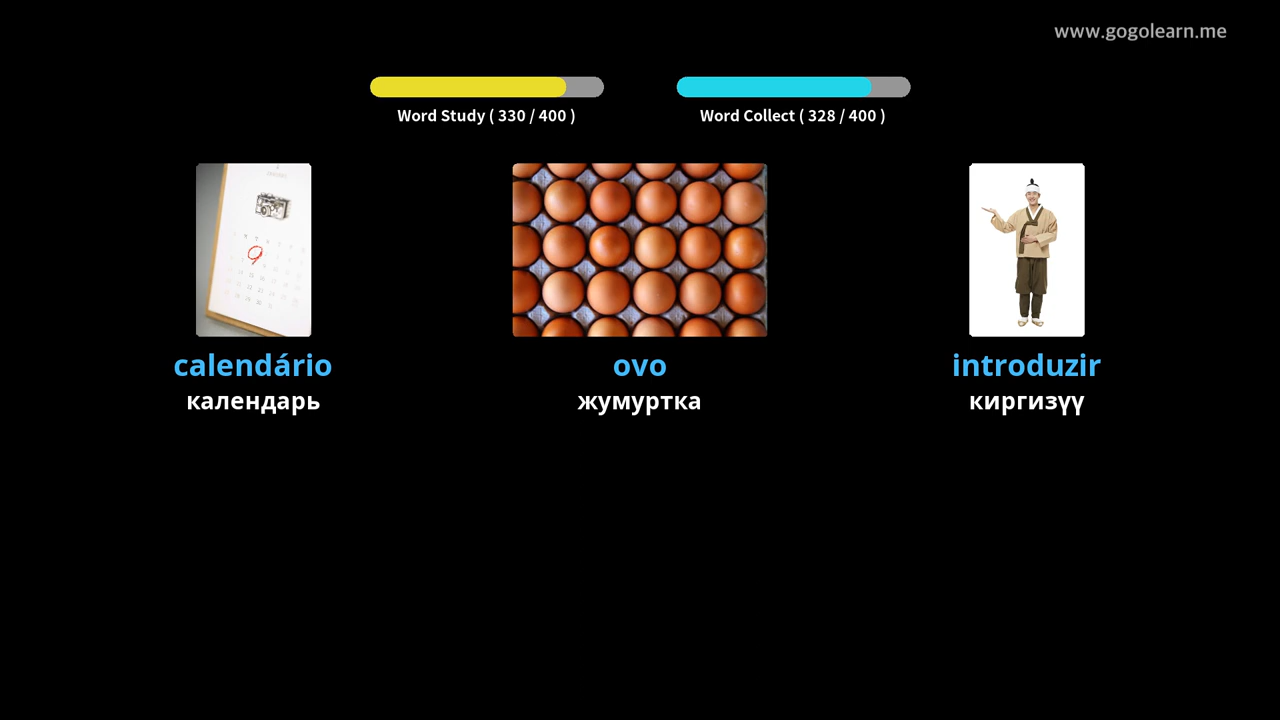 www.gogolearn.me
Word Study ( 330 / 400 )
Word Collect ( 328 / 400 )
calendário
календарь
ovo
жумуртка
introduzir
киргизүү